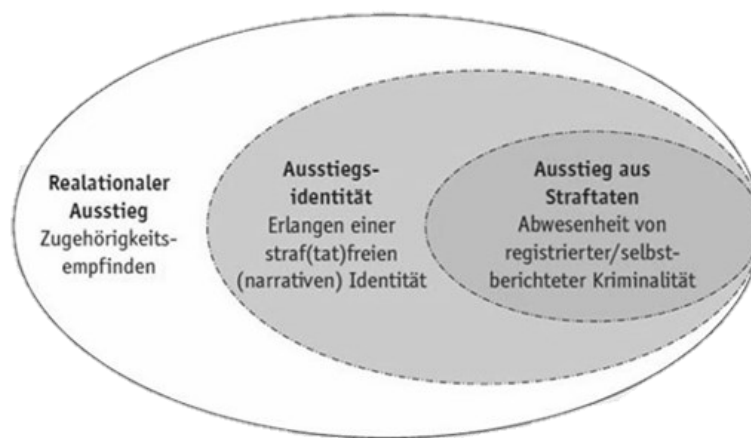 Realationaler
Ausstieg
Zugehörigkeits-
empfinden
Ausstiegs-
identität
Erlangen einer
straf(tat)freien
(narrativen) Identität
Ausstieg aus
Straftaten
Abwesenheit von
registrierter/selbst-
berichteter Kriminalität